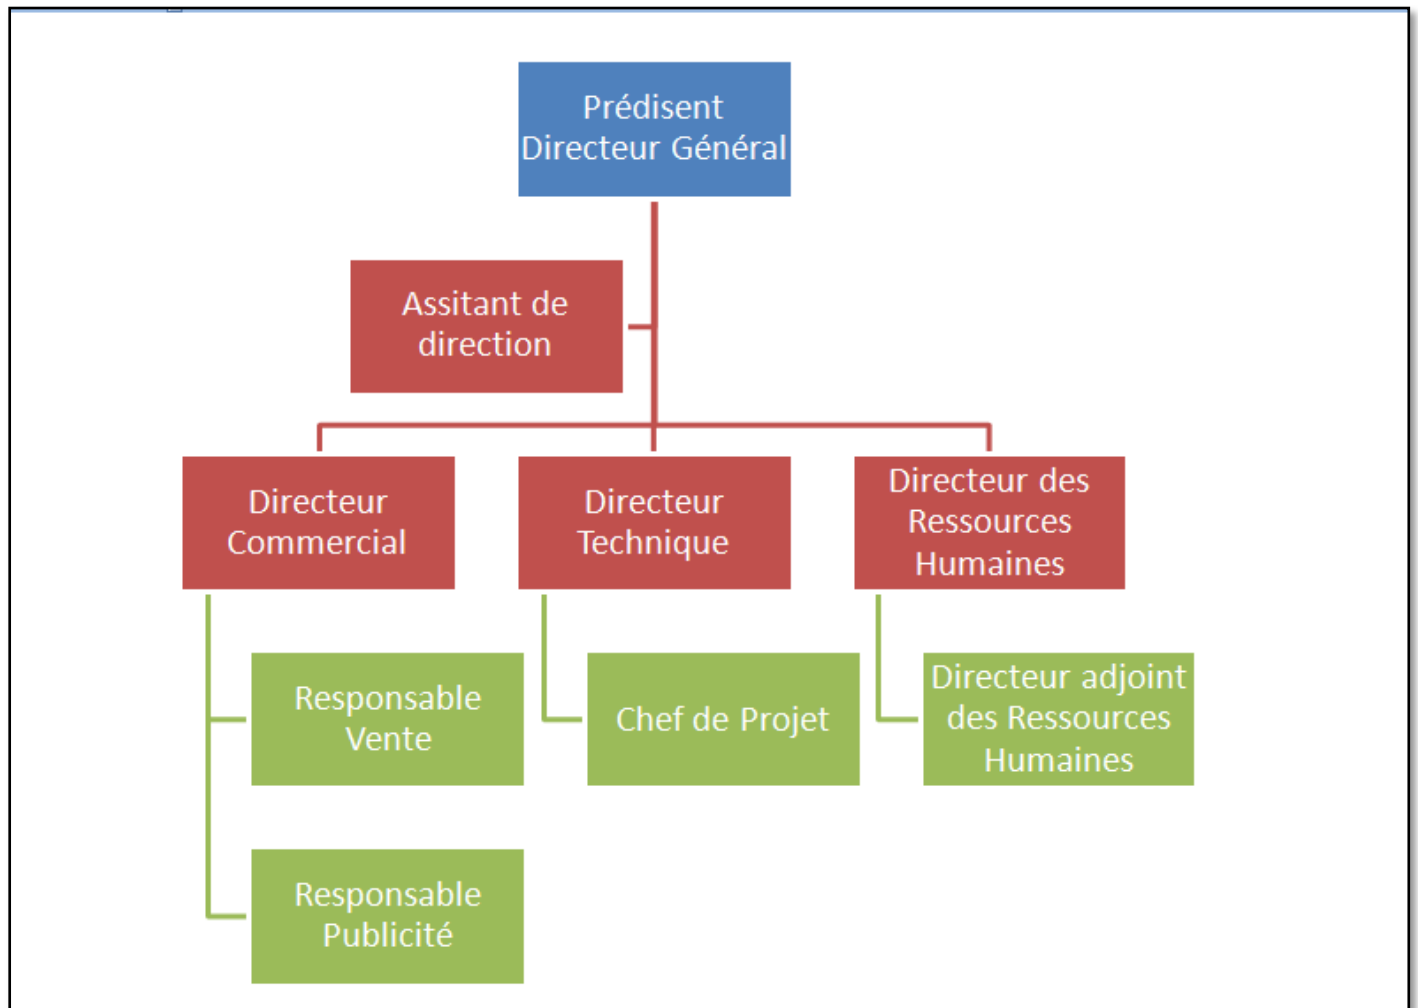 Prédisent
Directeur Général
Assitant de
direction
Directeur
Commercial
Directeur
Technique
Directeur des
Ressources
Humaines
Responsable
Vente
Chef de Projet
Directeur adjoint
des Ressources
Humaines
Responsable
Publicité